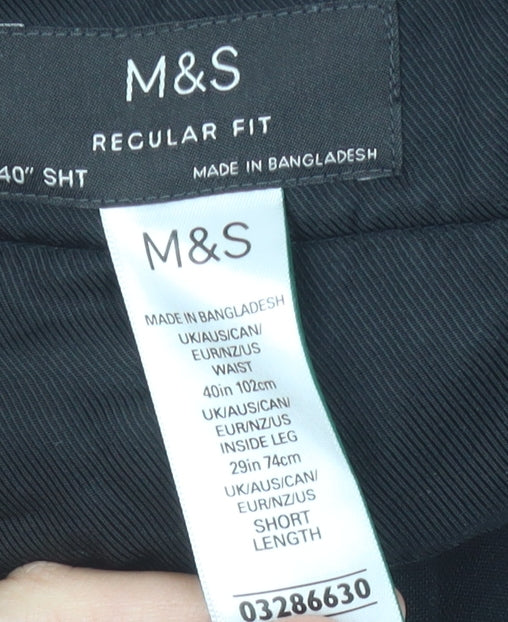 M&S
REGULAR FIT
40" SHT
MADE IN BANGLADESH
M&S
MADE IN BANGLADESH
UK/AUS/CAN/
EUR/NZ/US
WAIST
40in 102cm
UK/AUS/CAN/
EUR/NZ/US
INSIDE LEG
29in 74cm
UK/AUS/CAN/
EUR/NZ/US
SHORT
LENGTH
03286630